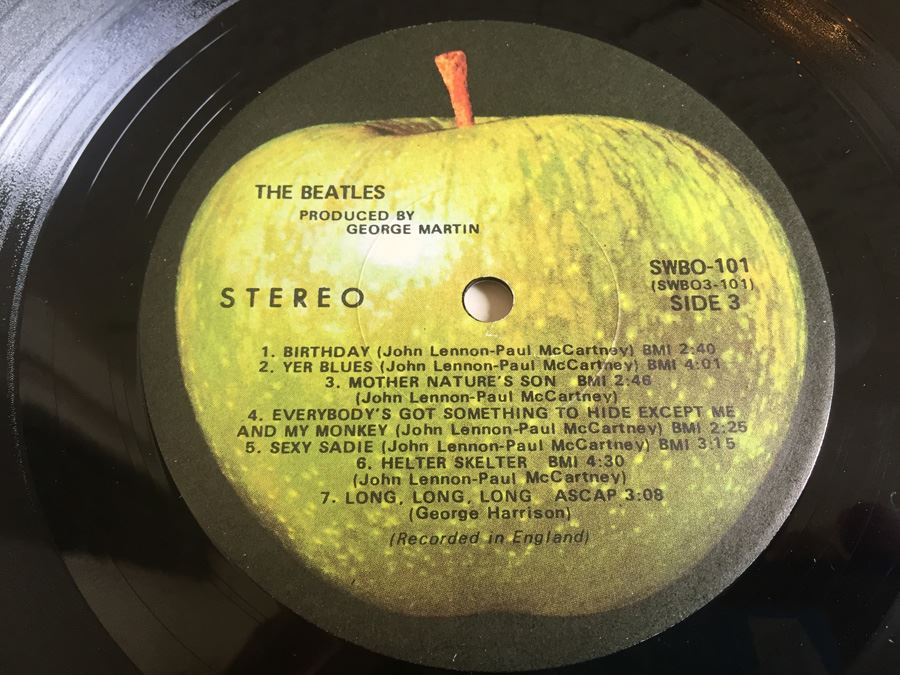 THE BEATLES
PRODUCED BY
GEORGE MARTIN
STEREO
SWBO-101
(SWBO3-101)
SIDE 3
1. BIRTHDAY (John Lennon-Paul McCartney) BMI 2:40
2. YER BLUES (John Lennon-Paul McCartney) BMI 4:01
3. MOTHER NATURE'S SON BMI 2:46
(John Lennon-Paul McCartney)
4. EVERYBODY'S GOT SOMETHING TO HIDE EXCEPT ME
AND MY MONKEY (John Lennon-Paul McCartney) BMI 2:25
5. SEXY SADIE (John Lennon-Paul McCartney) BMI 3:15
6. HELTER SKELTER BMI 4:30
(John Lennon-Paul McCartney)
7. LONG, LONG, LONG ASCAP 3:08
(George Harrison)
(Recorded in England)